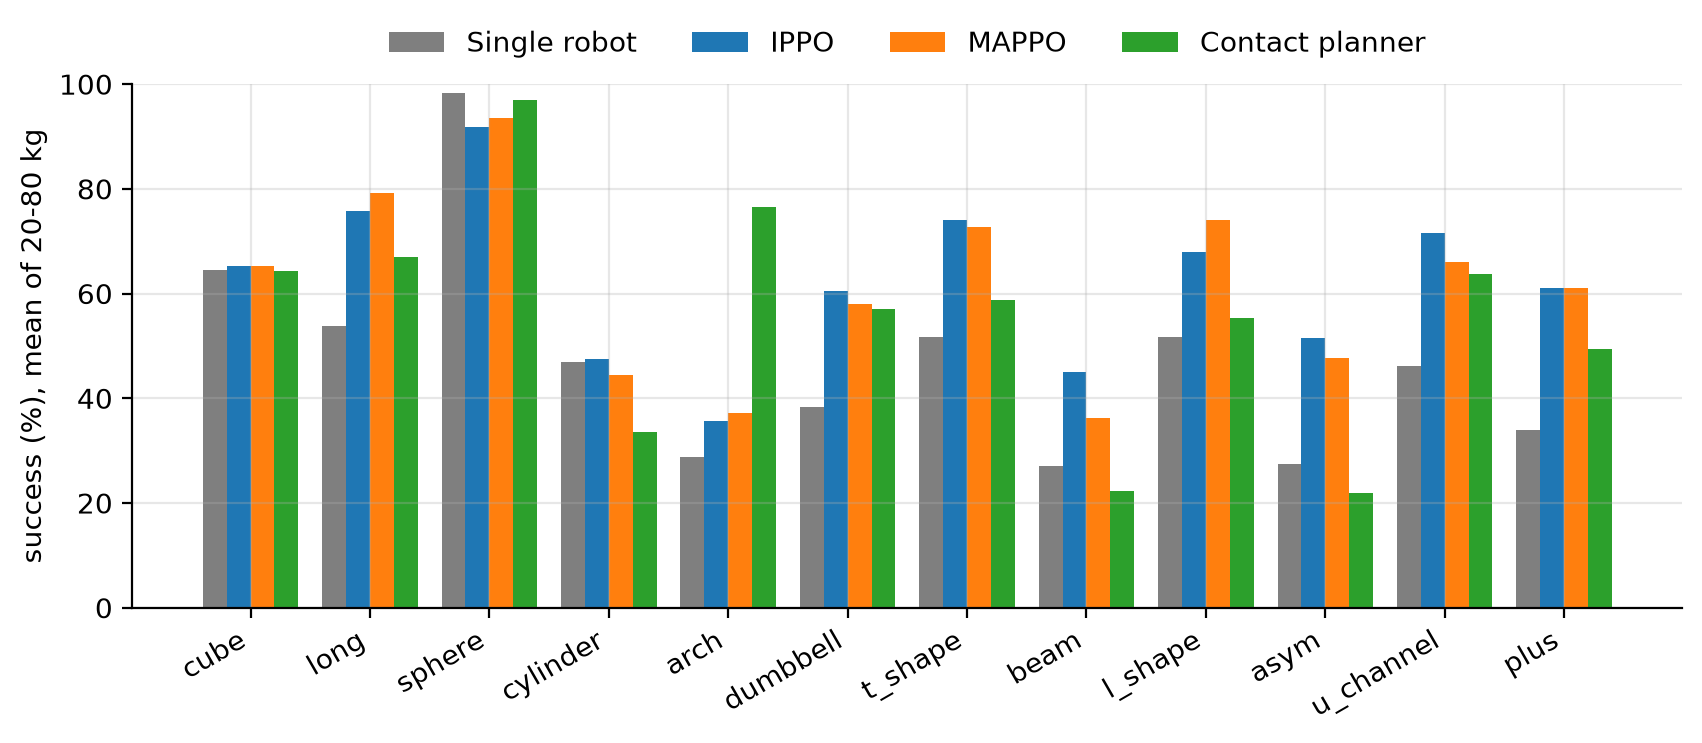 Single robot IPPO MAPPO Contact planner
success (%), mean of 20-80 kg
100
80
60
40
20
0
cube long sphere cylinder arch dumbbell t_shape beam l_shape asym u_channel plus